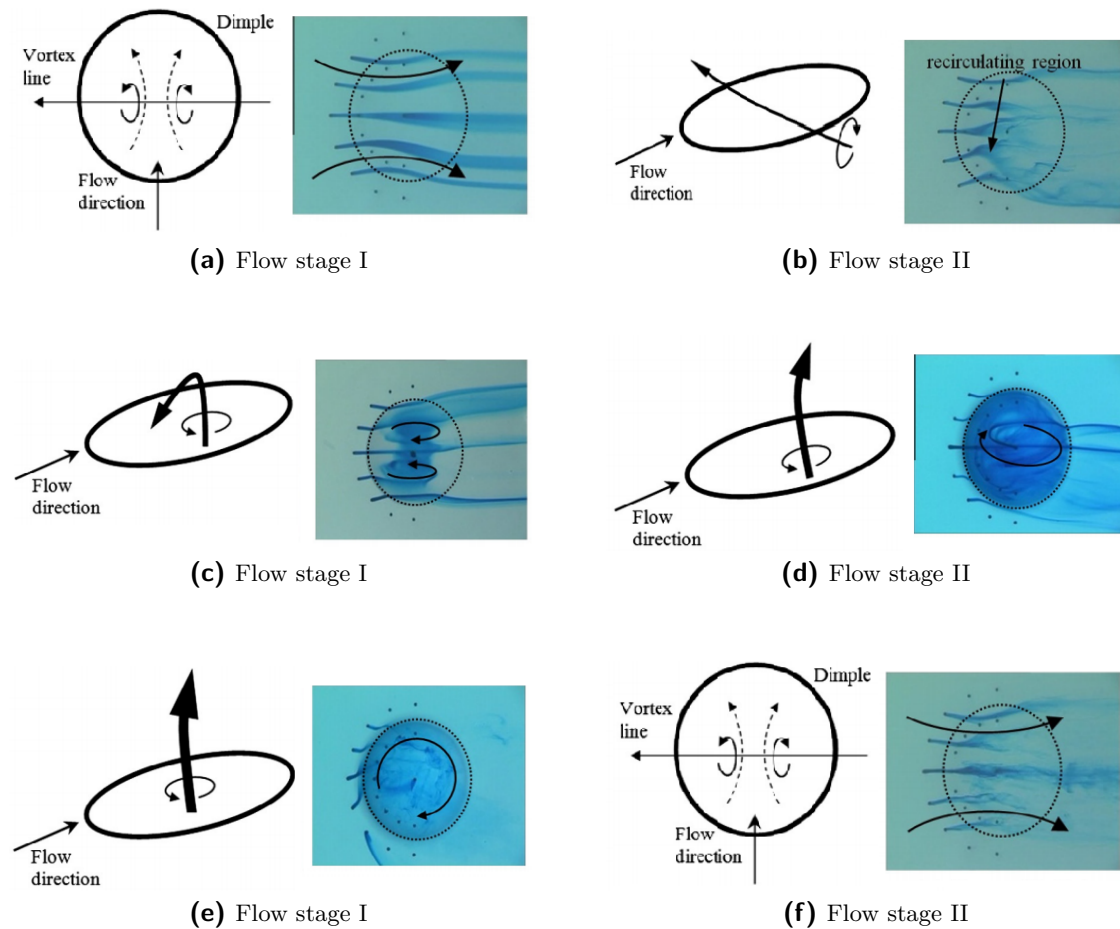 Dimple
Vortex
line
Flow
direction
(a) Flow stage I
recirculating region
Flow
direction
(b) Flow stage II
Flow
direction
(c) Flow stage I
Flow
direction
(d) Flow stage II
Flow
direction
(e) Flow stage I
Dimple
Vortex
line
Flow
direction
(f) Flow stage II